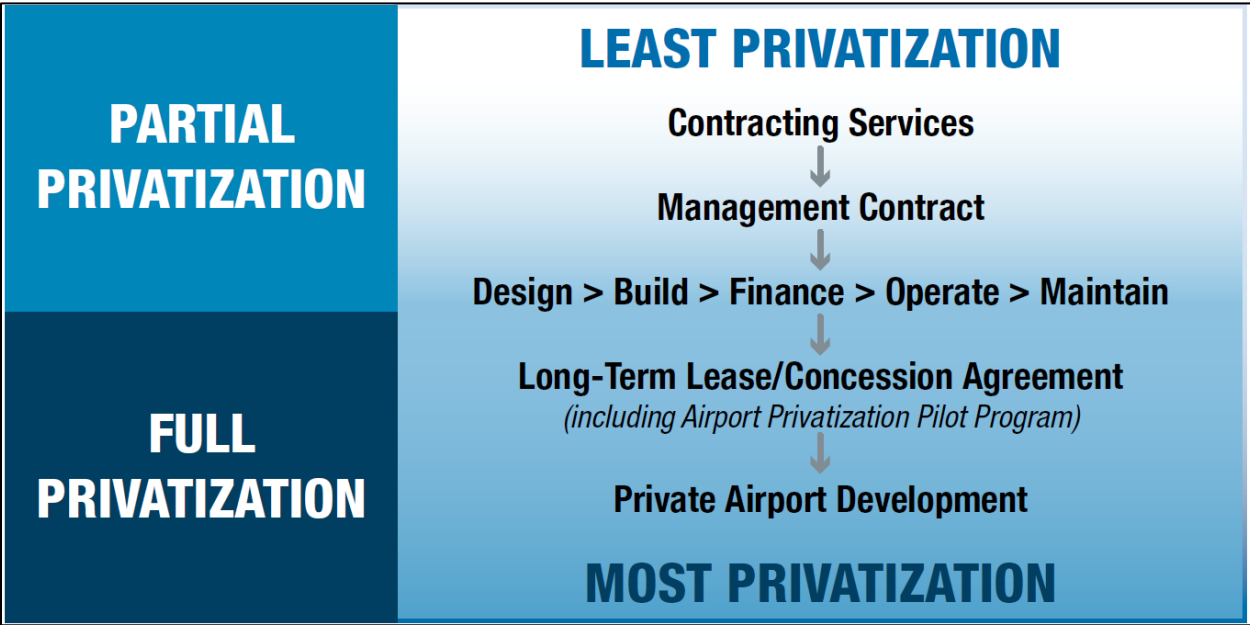 PARTIAL
PRIVATIZATION
FULL
PRIVATIZATION
LEAST PRIVATIZATION
Contracting Services
Management Contract
Design > Build > Finance > Operate > Maintain
Long-Term Lease/Concession Agreement
(including Airport Privatization Pilot Program)
Private Airport Development
MOST PRIVATIZATION